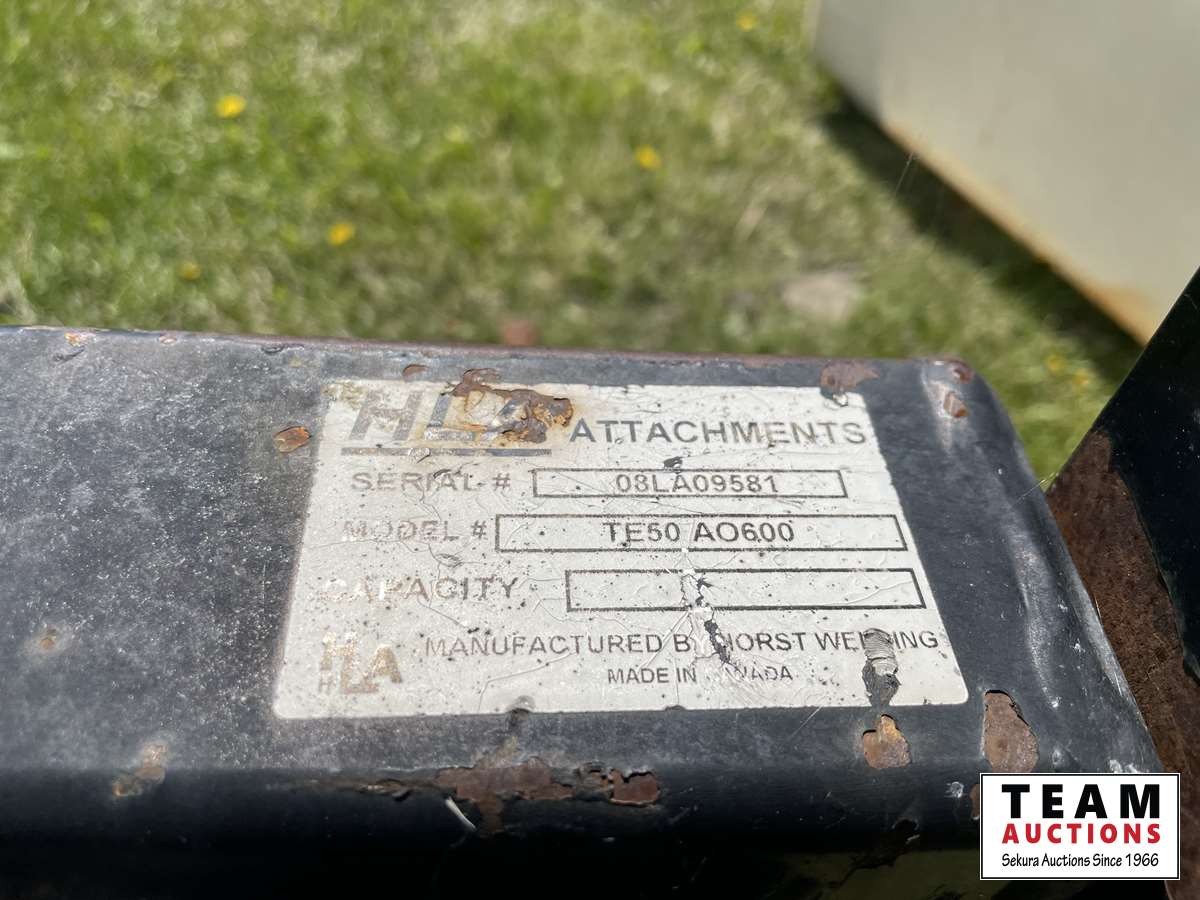 HLA ATTACHMENTS
SERIAL # 08LA09581
MODEL # TE50 AO600
CAPACITY
HLA MANUFACTURED BY HORST WELDING
MADE IN CANADA
TEAM
AUCTIONS
Sekura Auctions Since 1966